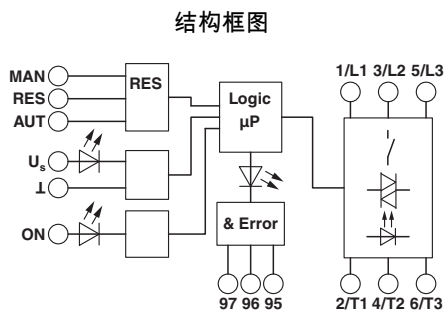 结构框图
1/L1 3/L2 5/L3
MAN
RES
AUT
RES
Logic
µP
Us
⊥
ON
& Error
97 96 95
2/T1 4/T2 6/T3